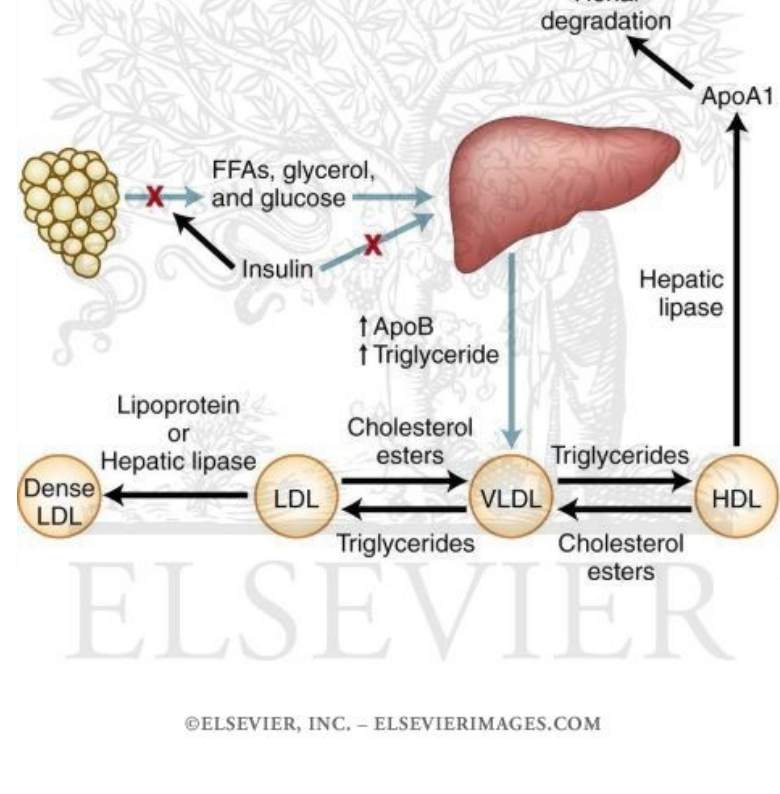 degradation
ApoA1
FFAs, glycerol,
and glucose
X
Insulin
X
Hepatic
lipase
↑ ApoB
↑ Triglyceride
Lipoprotein
or
Hepatic lipase
Cholesterol
esters
Triglycerides
Dense
LDL
LDL
VLDL
HDL
Triglycerides
Cholesterol
esters
ELSEVIER
©ELSEVIER, INC. – ELSEVIERIMAGES.COM